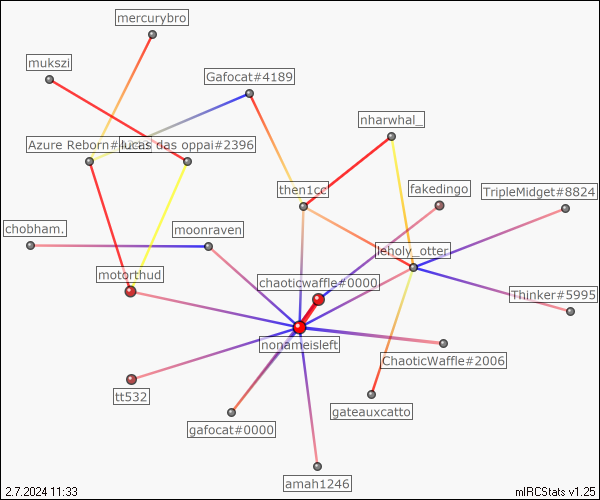 mercurybro
mukszi
Gafocat#4189
nharwhal_
Azure Reborn#
lucas das oppai#2396
then1cc
fakedingo
TripleMidget#8824
chobham.
moonraven
leholy_otter
motorthud
chaoticwaffle#0000
Thinker#5995
nonameisleft
ChaoticWaffle#2006
tt532
gateauxcatto
gafocat#0000
amah1246
2.7.2024 11:33
mIRCStats v1.25